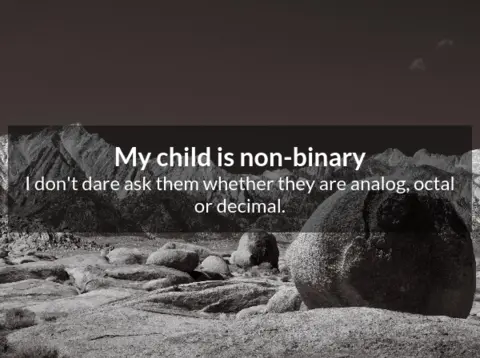 My child is non-binary
I don't dare ask them whether they are analog, octal
or decimal.